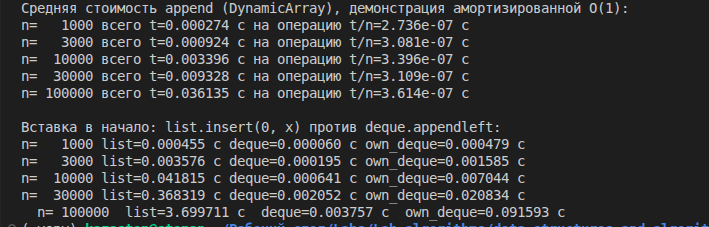 Средняя стоимость append (DynamicArray), демонстрация амортизированной O(1):
n=   1000 всего t=0.000274 с на операцию t/n=2.736e-07 с
n=   3000 всего t=0.000924 с на операцию t/n=3.081e-07 с
n=  10000 всего t=0.003396 с на операцию t/n=3.396e-07 с
n=  30000 всего t=0.009328 с на операцию t/n=3.109e-07 с
n= 100000 всего t=0.036135 с на операцию t/n=3.614e-07 с

Вставка в начало: list.insert(0, x) против deque.appendleft:
n=   1000 list=0.000455 с deque=0.000060 с own_deque=0.000479 с
n=   3000 list=0.003576 с deque=0.000195 с own_deque=0.001585 с
n=  10000 list=0.041815 с deque=0.000641 с own_deque=0.007044 с
n=  30000 list=0.368319 с deque=0.002052 с own_deque=0.020834 с
n= 100000  list=3.699711 с  deque=0.003757 с  own_deque=0.091593 с